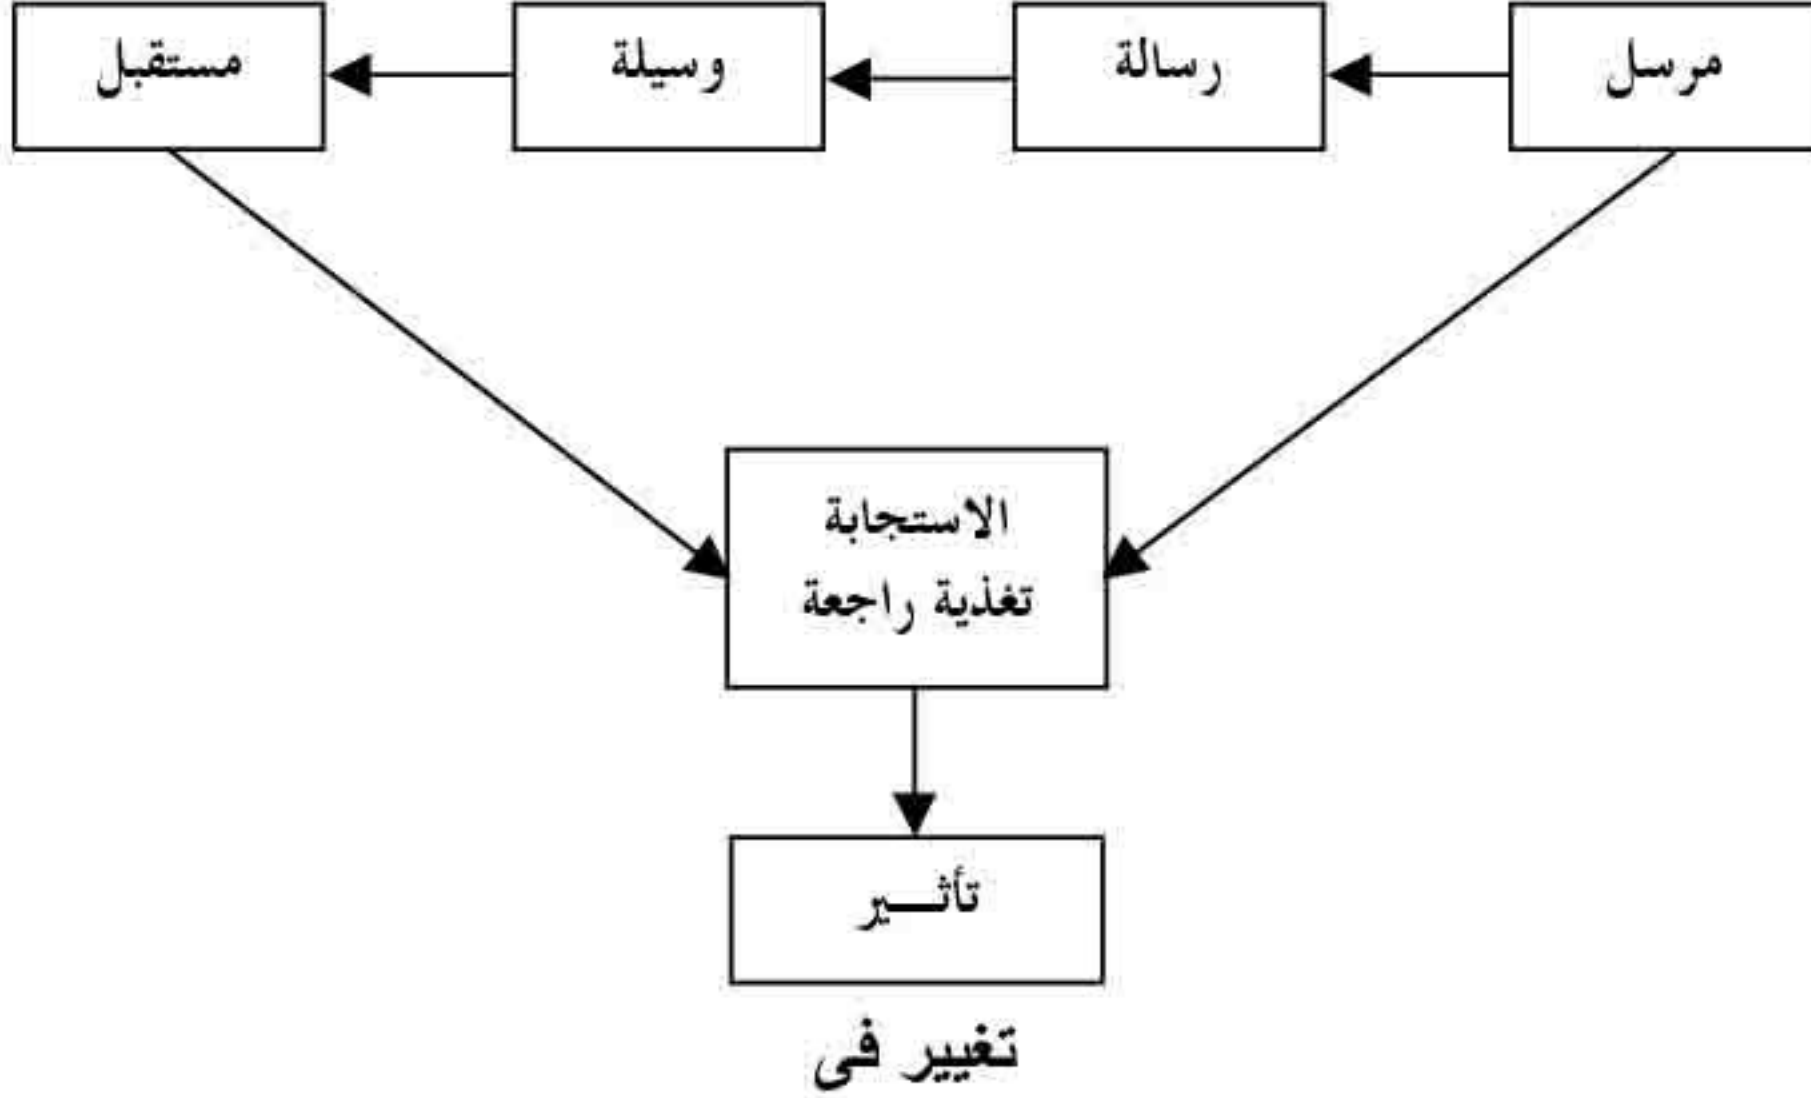 مرسل
رسالة
وسيلة
مستقبل
الاستجابة
تغذية راجعة
تأثـــير
تغيير فى